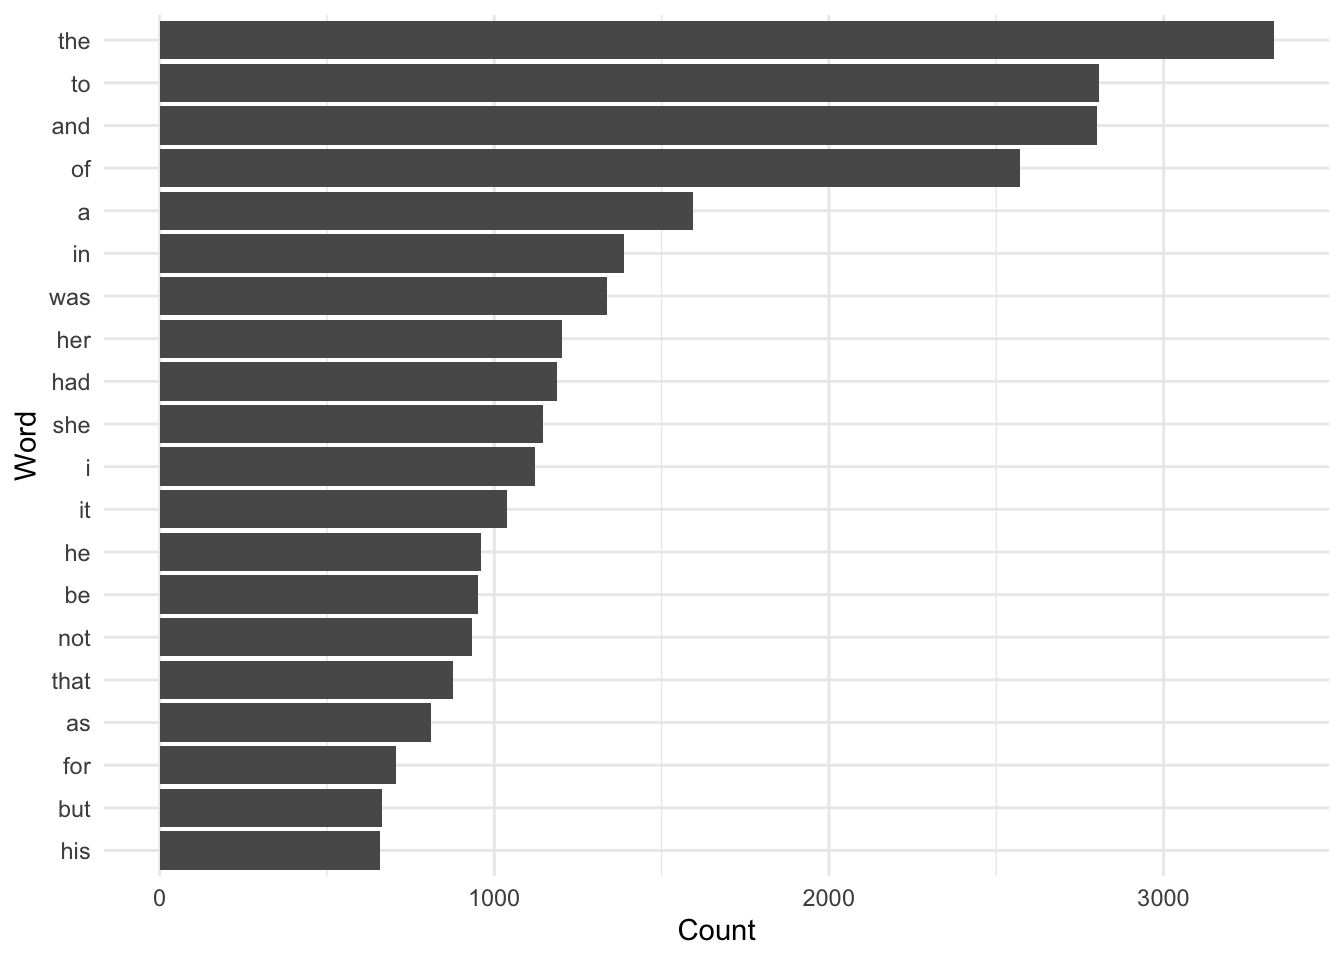 the
to
and
of
a
in
was
her
had
she
i
it
he
be
not
that
as
for
but
his
Word
0 1000 2000 3000
Count